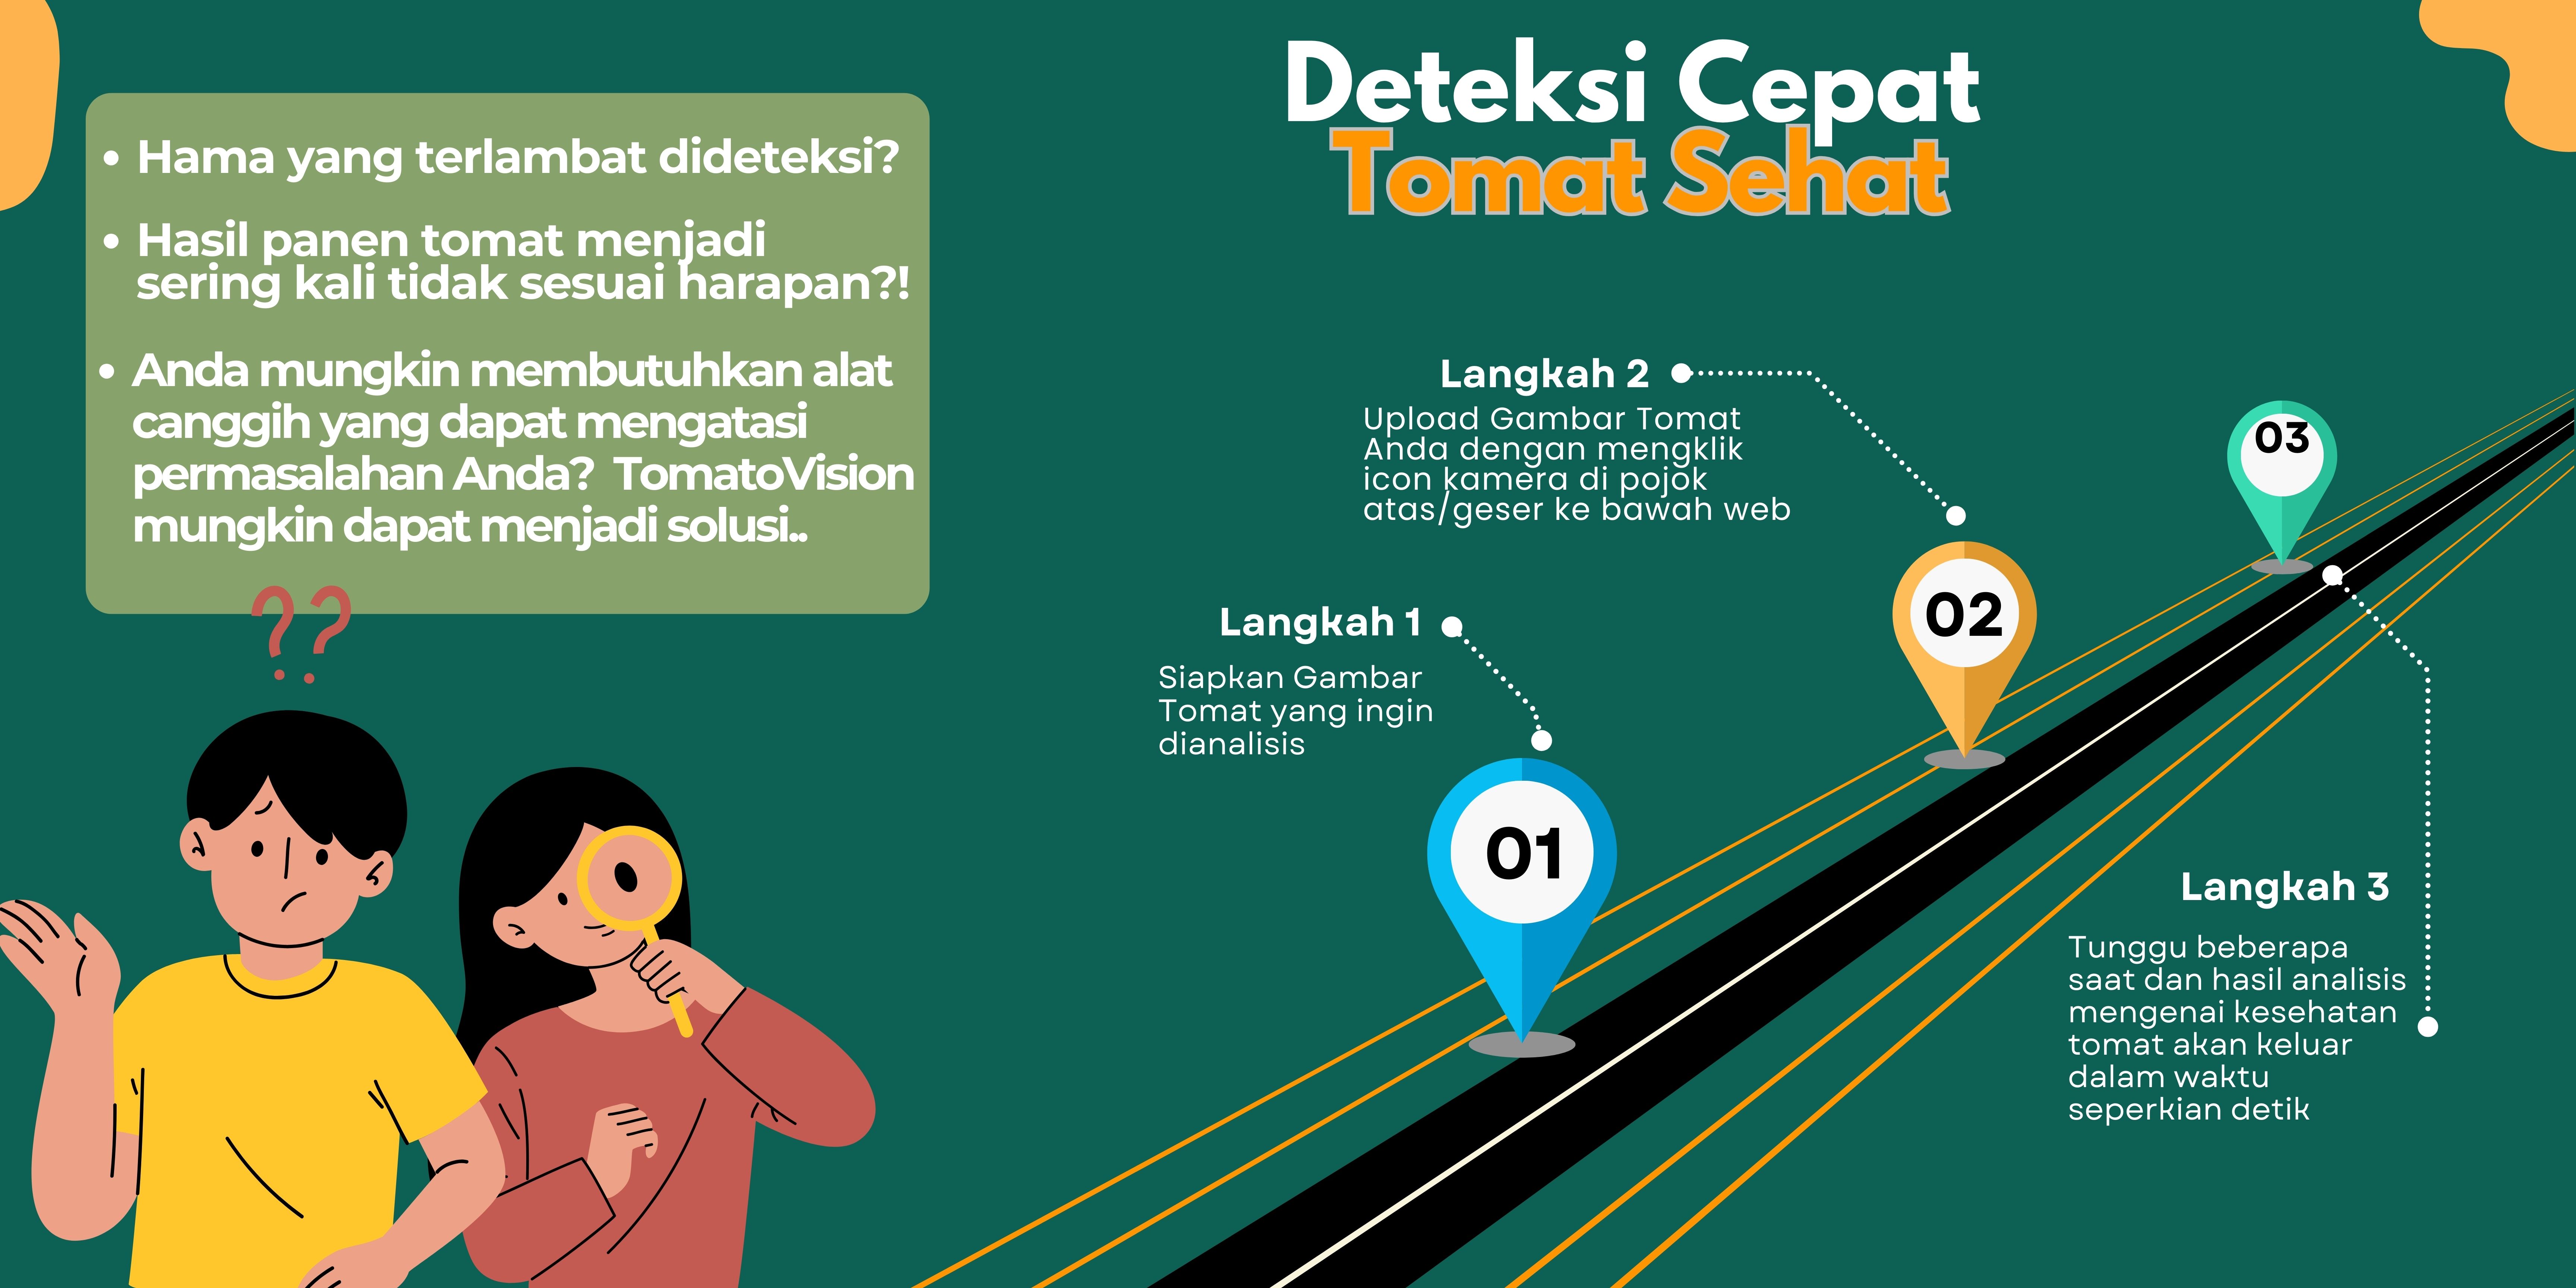 Deteksi Cepat
Tomat Sehat
• Hama yang terlambat dideteksi?
• Hasil panen tomat menjadi
sering kali tidak sesuai harapan?!
• Anda mungkin membutuhkan alat
canggih yang dapat mengatasi
permasalahan Anda? TomatoVision
mungkin dapat menjadi solusi..
??
Langkah 1
Siapkan Gambar
Tomat yang ingin
dianalisis
01
Langkah 2
Upload Gambar Tomat
Anda dengan mengklik
icon kamera di pojok
atas/geser ke bawah web
02
03
Langkah 3
Tunggu beberapa
saat dan hasil analisis
mengenai kesehatan
tomat akan keluar
dalam waktu
seperkian detik